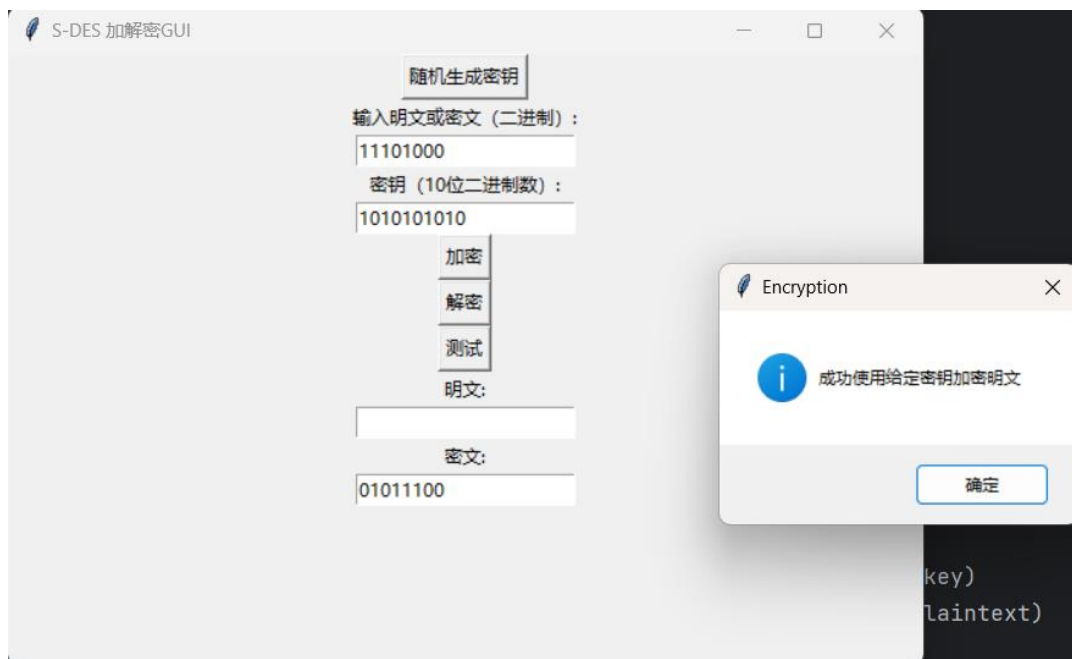 S-DES 加解密GUI
随机生成密钥
输入明文或密文（二进制）:
11101000
密钥（10位二进制数）:
1010101010
加密
解密
测试
明文:
密文:
01011100
Encryption
成功使用给定密钥加密明文
确定
key)
laintext)